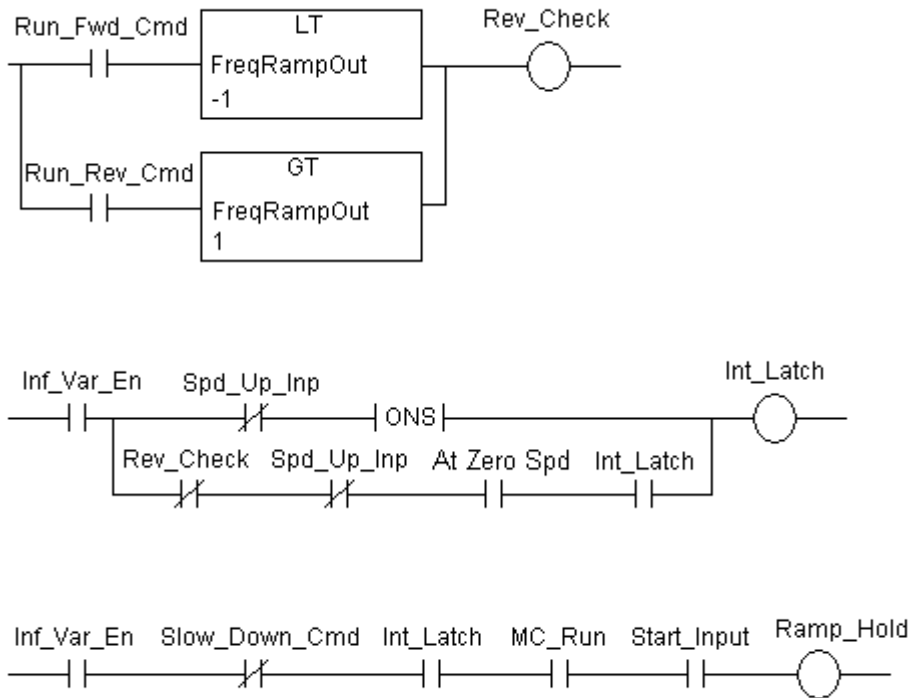 Run_Fwd_Cmd LT Rev_Check
FreqRampOut
-1
Run_Rev_Cmd GT
FreqRampOut
1
Inf_Var_En Spd_Up_Inp Int_Latch
ONS
Rev_Check Spd_Up_Inp At Zero Spd Int_Latch
Inf_Var_En Slow_Down_Cmd Int_Latch MC_Run Start_Input Ramp_Hold